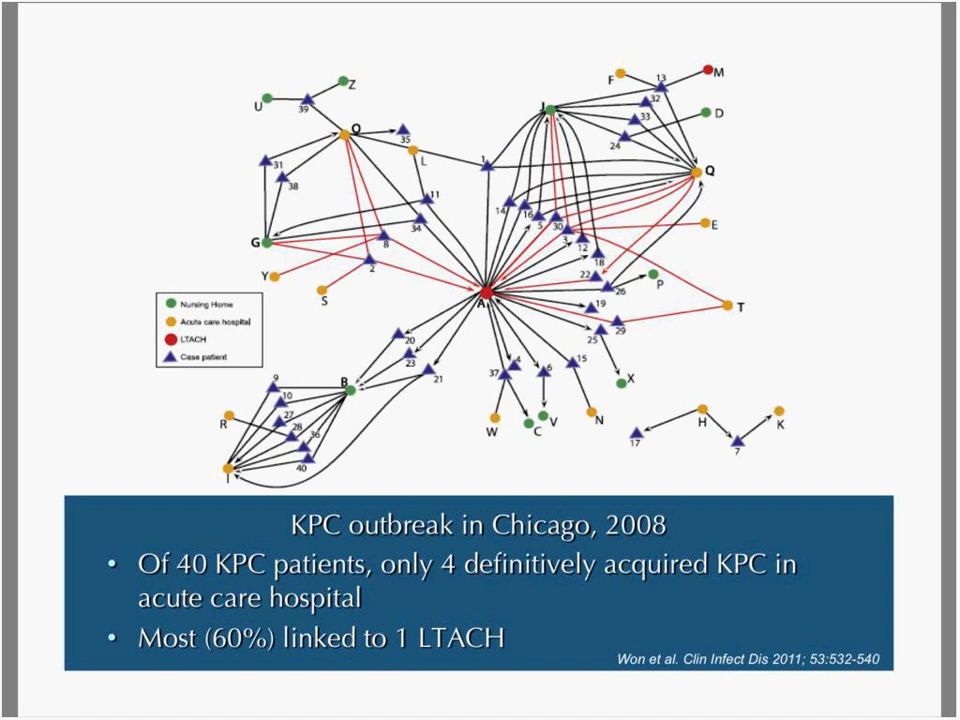 F
13
M
Z
U
39
32
J
33
D
O
35
24
L
1
31
Q
38
11
14
16
5
30
34
E
G
8
3
12
18
Y
2
22
26
P
S
A
19
T
Nursing Home
Acute care hospital
LTACH
Case patient
29
25
20
23
4
6
15
37
21
X
9
B
10
R
27
28
36
W
C
V
N
40
I
17
H
7
K
KPC outbreak in Chicago, 2008
• Of 40 KPC patients, only 4 definitively acquired KPC in
acute care hospital
• Most (60%) linked to 1 LTACH
Won et al. Clin Infect Dis 2011; 53:532-540